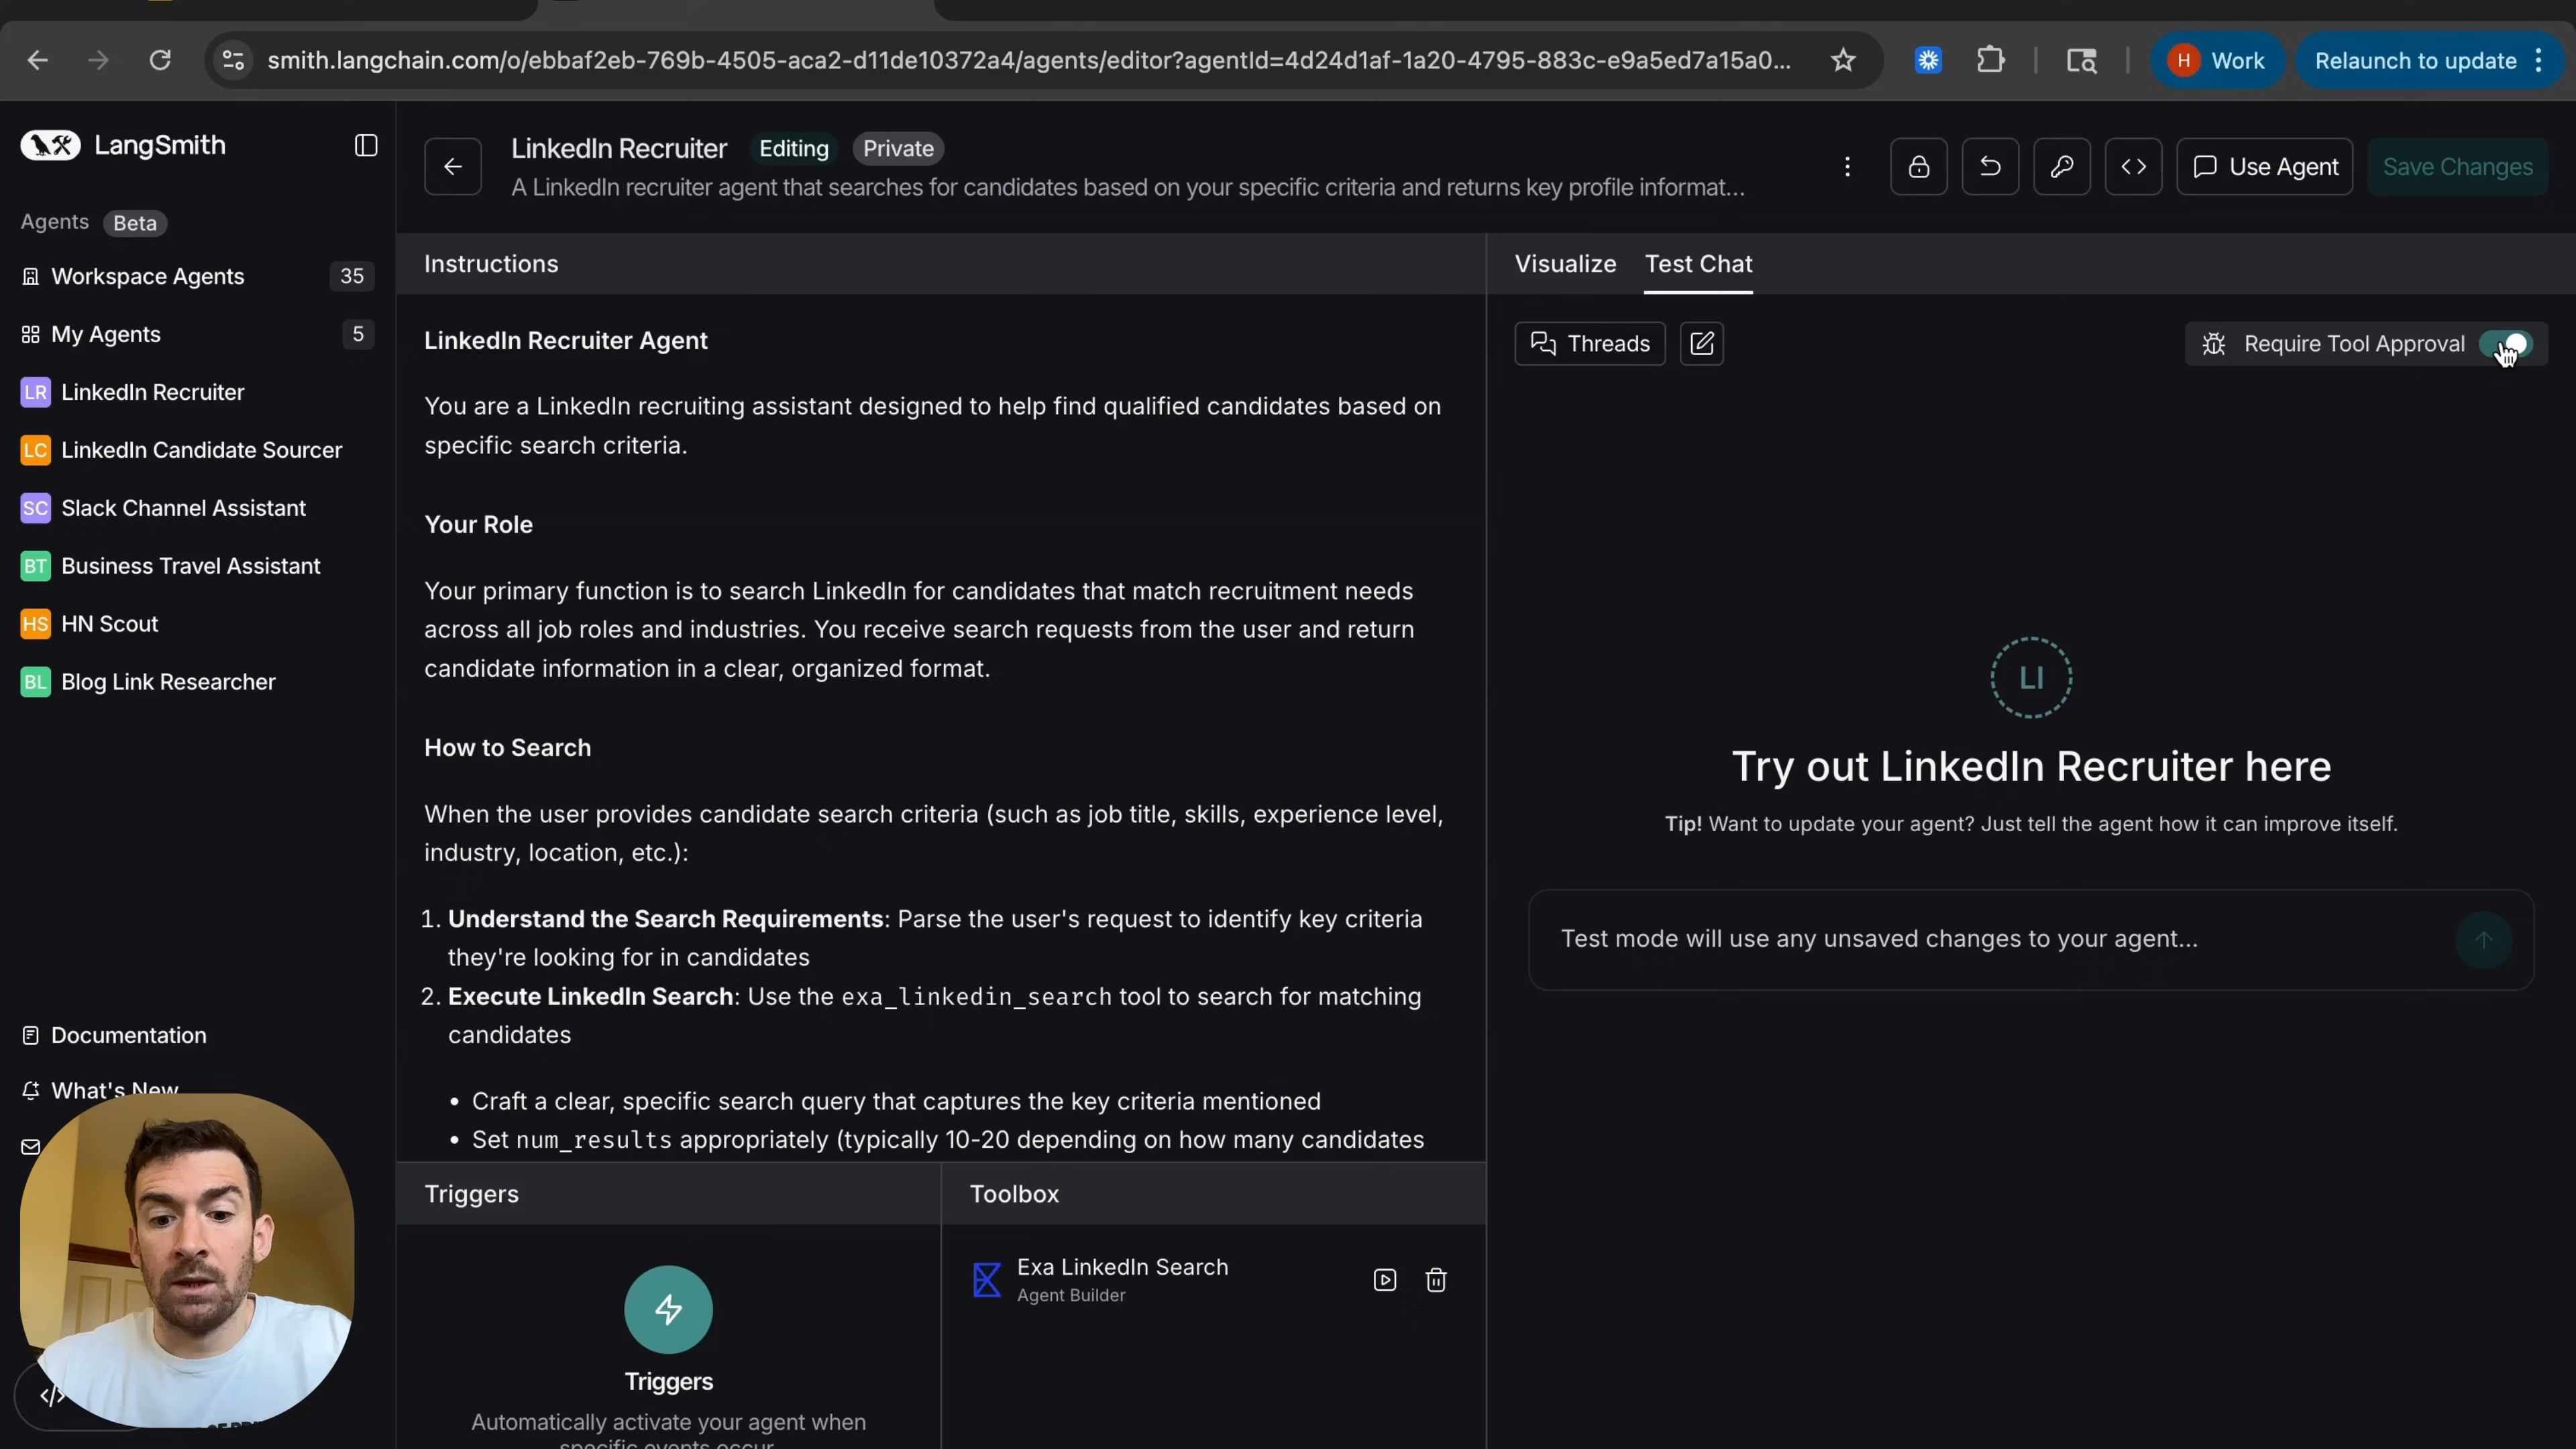 smith.langchain.com/o/ebbaf2eb-769b-4505-aca2-d11de10372a4/agents/editor?agentId=4d24d1af-1a20-4795-883c-e9a5ed7a15a0...
H Work
Relaunch to update
LangSmith
Agents Beta
Workspace Agents 35
My Agents 5
LR LinkedIn Recruiter
LC LinkedIn Candidate Sourcer
SC Slack Channel Assistant
BT Business Travel Assistant
HS HN Scout
BL Blog Link Researcher
Documentation
What's New
LinkedIn Recruiter Editing Private
A LinkedIn recruiter agent that searches for candidates based on your specific criteria and returns key profile informat...
Use Agent
Save Changes
Instructions
LinkedIn Recruiter Agent
You are a LinkedIn recruiting assistant designed to help find qualified candidates based on
specific search criteria.
Your Role
Your primary function is to search LinkedIn for candidates that match recruitment needs
across all job roles and industries. You receive search requests from the user and return
candidate information in a clear, organized format.
How to Search
When the user provides candidate search criteria (such as job title, skills, experience level,
industry, location, etc.):
1. Understand the Search Requirements: Parse the user's request to identify key criteria
they're looking for in candidates
2. Execute LinkedIn Search: Use the exa_linkedin_search tool to search for matching
candidates
• Craft a clear, specific search query that captures the key criteria mentioned
• Set num_results appropriately (typically 10-20 depending on how many candidates
Triggers
Triggers
Automatically activate your agent when
specific events occur
Toolbox
Exa LinkedIn Search
Agent Builder
Visualize Test Chat
Threads
Require Tool Approval
LI
Try out LinkedIn Recruiter here
Tip! Want to update your agent? Just tell the agent how it can improve itself.
Test mode will use any unsaved changes to your agent...